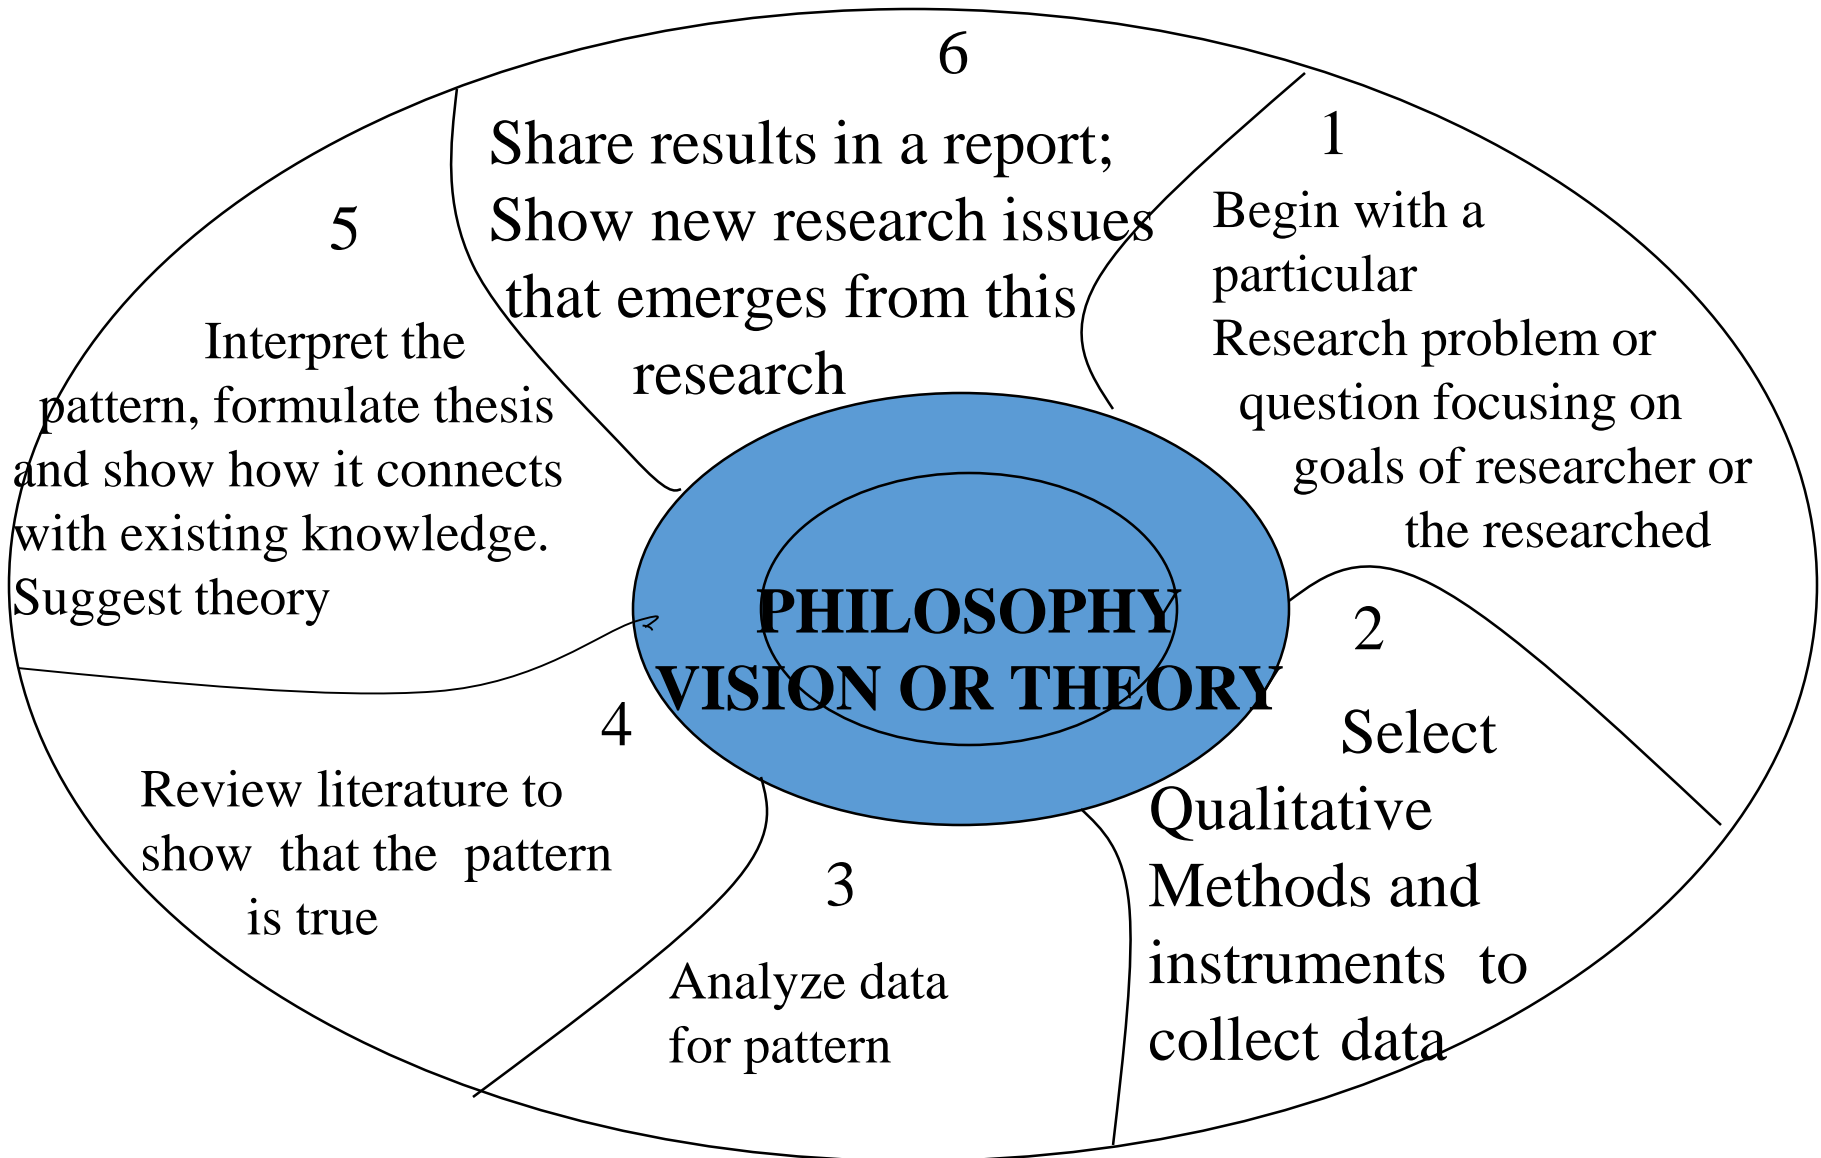 6
Share results in a report;
Show new research issues
that emerges from this
research
1
Begin with a
particular
Research problem or
question focusing on
goals of researcher or
the researched
2
Select
Qualitative
Methods and
instruments to
collect data
3
Analyze data
for pattern
4
Review literature to
show that the pattern
is true
5
Interpret the
pattern, formulate thesis
and show how it connects
with existing knowledge.
Suggest theory
PHILOSOPHY
VISION OR THEORY